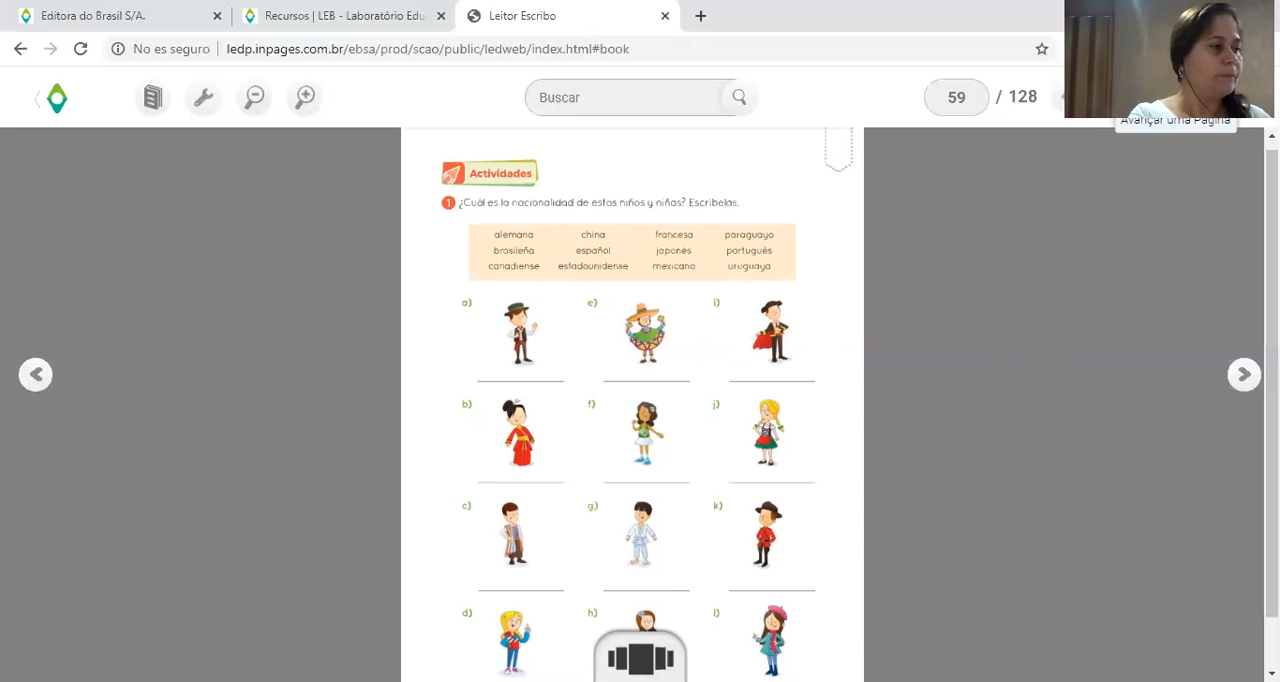 Editora do Brasil S/A.
Recursos | LEB - Laboratório Edu
Leitor Escribo
No es seguro
ledp.inpages.com.br/ebsa/prod/scao/public/ledweb/index.html#book
Buscar
59 / 128
Avançar uma Página
Actividades
1 ¿Cuál es la nacionalidad de estos niños y niñas? Escríbelas.
alemana china francesa paraguayo
brasileña español japonés portugués
canadiense estadounidense mexicano uruguaya
a) e) i)
b) f) j)
c) g) k)
d) h) l)